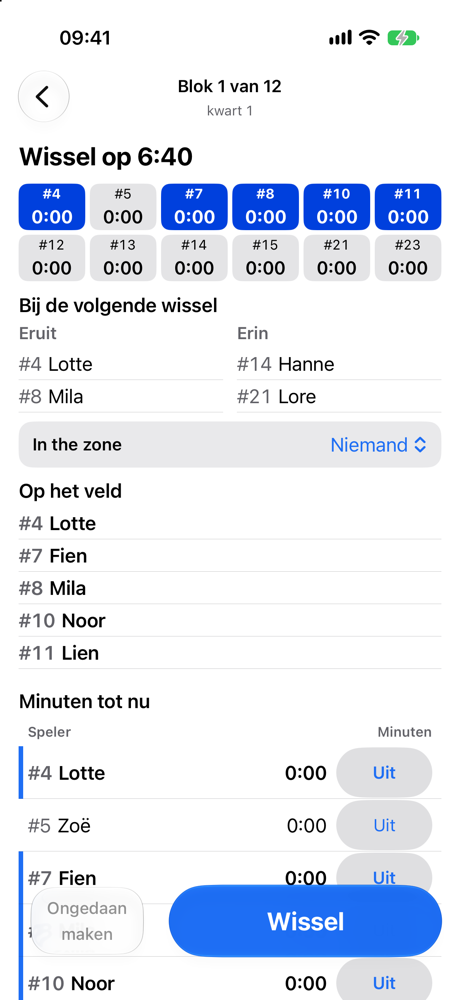 09:41
Blok 1 van 12
kwart 1
Wissel op 6:40
#4 #5 #7 #8 #10 #11
0:00 0:00 0:00 0:00 0:00 0:00
#12 #13 #14 #15 #21 #23
0:00 0:00 0:00 0:00 0:00 0:00
Bij de volgende wissel
Eruit Erin
#4 Lotte #14 Hanne
#8 Mila #21 Lore
In the zone Niemand
Op het veld
#4 Lotte
#7 Fien
#8 Mila
#10 Noor
#11 Lien
Minuten tot nu
Speler Minuten
#4 Lotte 0:00 Uit
#5 Zoë 0:00 Uit
#7 Fien 0:00 Uit
Ongedaan maken
Wissel
#10 Noor 0:00 Uit